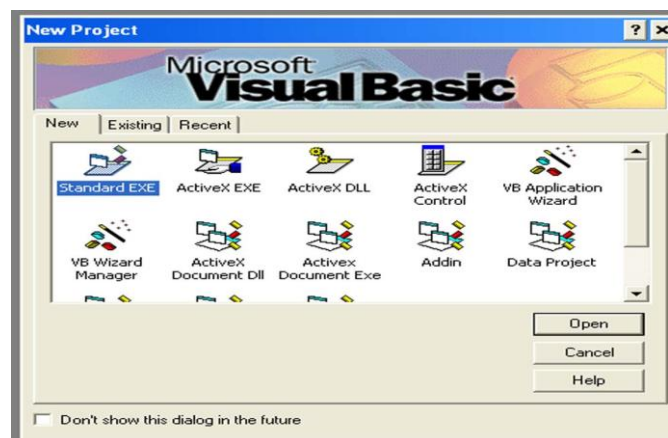 New Project
Microsoft
Visual Basic
New Existing Recent
Standard EXE ActiveX EXE ActiveX DLL ActiveX Control VB Application Wizard
VB Wizard Manager ActiveX Document Dll Activex Document Exe Addin Data Project
Open
Cancel
Help
Don't show this dialog in the future